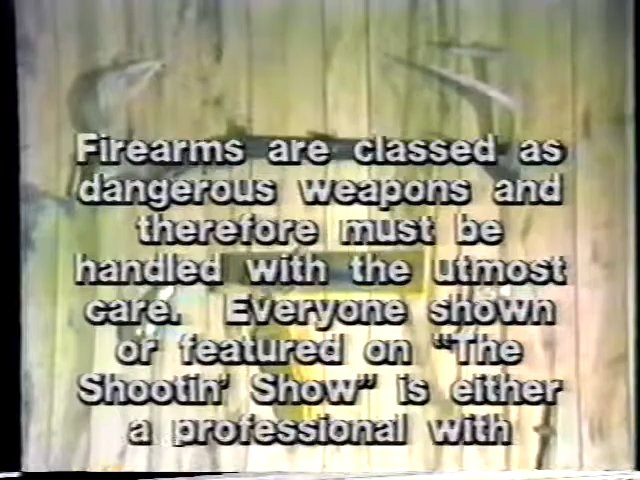 Firearms are classed as
dangerous weapons and
therefore must be
handled with the utmost
care. Everyone shown
or featured on "The
Shootin' Show" is either
a professional with